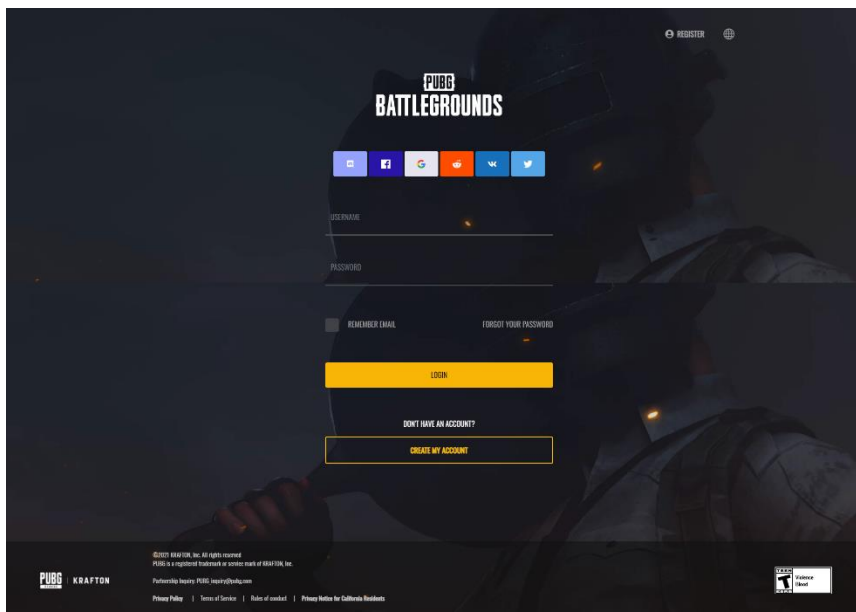 REGISTER
PUBG
BATTLEGROUNDS
USERNAME
PASSWORD
REMEMBER EMAIL FORGOT YOUR PASSWORD
LOGIN
DON'T HAVE AN ACCOUNT?
CREATE MY ACCOUNT
©2021 KRAFTON, Inc. All rights reserved
PUBG is a registered trademark or service mark of KRAFTON, Inc.
PUBG | KRAFTON
Partnership Inquiry: PUBG_inquiry@pubg.com
Privacy Policy | Terms of Service | Rules of conduct | Privacy Notice for California Residents
TEEN
T
Violence
Blood